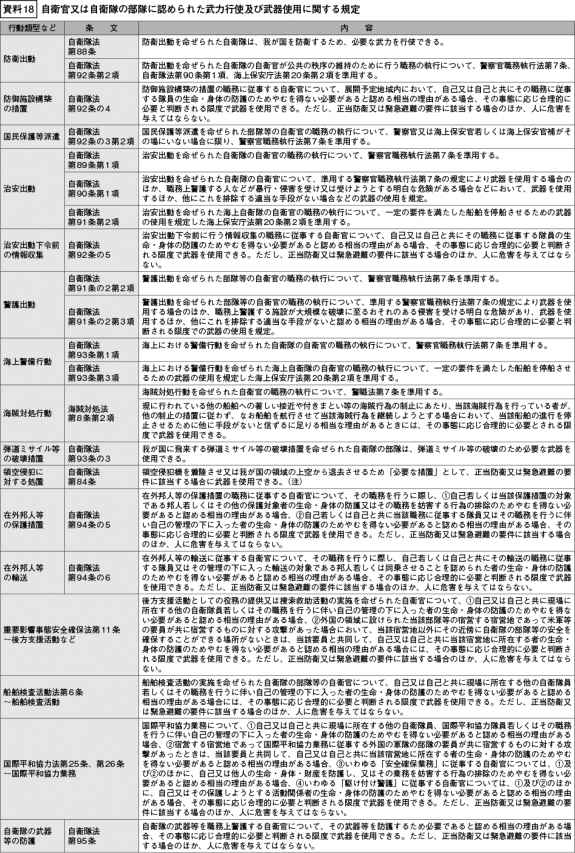 資料18 自衛官又は自衛隊の部隊に認められた武力行使及び武器使用に関する規定
行動類型など 条文 内容
防衛出動
自衛隊法
第88条
防衛出動を命ぜられた自衛隊は、我が国を防衛するため、必要な武力を行使できる。
自衛隊法
第92条第2項
防衛出動を命ぜられた自衛隊の自衛官が公共の秩序の維持のために行う職務の執行について、警察官職務執行法第7条、
自衛隊法第90条第1項、海上保安庁法第20条第2項を準用する。
防御施設構築
の措置
自衛隊法
第92条の4
防御施設構築の措置の職務に従事する自衛官について、展開予定地域内において、自己又は自己と共にその職務に従事
する隊員の生命・身体の防護のためやむを得ない必要があると認める相当の理由がある場合、その事態に応じ合理的に
必要と判断される限度で武器を使用できる。ただし、正当防衛又は緊急避難の要件に該当する場合のほか、人に危害を
与えてはならない。
国民保護等派遣
自衛隊法
第92条の3第2項
国民保護等派遣を命ぜられた部隊等の自衛官の職務の執行について、警察官又は海上保安官若しくは海上保安官補がそ
の場にいない場合に限り、警察官職務執行法第7条を準用する。
治安出動
自衛隊法
第89条第1項
治安出動を命ぜられた自衛隊の自衛官の職務の執行について、警察官職務執行法第7条を準用する。
自衛隊法
第90条第1項
治安出動を命ぜられた自衛隊の自衛官について、準用する警察官職務執行法第7条の規定により武器を使用する場合の
ほか、職務上警護する人などが暴行・侵害を受け又は受けようとする明白な危険がある場合などにおいて、武器を使用
するほか、他にこれを排除する適当な手段がない場合などの武器の使用を規定。
自衛隊法
第91条第2項
治安出動を命ぜられた海上自衛隊の自衛官の職務の執行について、一定の要件を満たした船舶を停船させるための武器
の使用を規定した海上保安庁法第20条第2項を準用する。
治安出動下令前
の情報収集
自衛隊法
第92条の5
治安出動下令前に行う情報収集の職務に従事する自衛官について、自己又は自己と共にその職務に従事する隊員の生
命・身体の防護のためやむを得ない必要があると認める相当の理由がある場合、その事態に応じ合理的に必要と判断さ
れる限度で武器を使用できる。ただし、正当防衛又は緊急避難の要件に該当する場合のほか、人に危害を与えてはなら
ない。
警護出動
自衛隊法
第91条の2第2項
警護出動を命ぜられた部隊等の自衛官の職務の執行について、警察官職務執行法第7条を準用する。
自衛隊法
第91条の2第3項
警護出動を命ぜられた部隊等の自衛官の職務の執行について、準用する警察官職務執行法第7条の規定により武器を使
用する場合のほか、職務上警護する施設が大規模な破壊に至るおそれのある侵害を受ける明白な危険があり、武器を使
用するほか、他にこれを排除する適当な手段がないと認める相当の理由がある場合、その事態に応じ合理的に必要と判
断される限度での武器の使用を規定。
海上警備行動
自衛隊法
第93条第1項
海上における警備行動を命ぜられた自衛隊の自衛官の職務の執行について、警察官職務執行法第7条を準用する。
自衛隊法
第93条第3項
海上における警備行動を命ぜられた海上自衛隊の自衛官の職務の執行について、一定の要件を満たした船舶を停船させ
るための武器の使用を規定した海上保安庁法第20条第2項を準用する。
海賊対処行動
海賊対処法
第8条第2項
海賊対処行動を命ぜられた自衛官の職務の執行について、警職法第7条を準用する。
現に行われている他の船舶への著しい接近や付きまとい等の海賊行為の制止にあたり、当該海賊行為を行っている者が、
他の制止の措置に従わず、なお船舶を航行させて当該海賊行為を継続しようとする場合において、当該船舶の進行を停
止させるために他に手段がないと信ずるに足りる相当な理由があるときには、その事態に応じ合理的に必要とされる限
度で武器を使用できる。
弾道ミサイル等
の破壊措置
自衛隊法
第93条の3
我が国に飛来する弾道ミサイル等の破壊措置を命ぜられた自衛隊の部隊は、弾道ミサイル等の破壊のため必要な武器を
使用できる。
領空侵犯に
対する処置
自衛隊法
第84条
領空侵犯機を着陸させ又は我が国の領域の上空から退去させるため「必要な措置」として、正当防衛又は緊急避難の要
件に該当する場合に武器を使用できる。(注)
在外邦人等
の保護措置
自衛隊法
第94条の5
在外邦人等の保護措置の職務に従事する自衛官について、その職務を行うに際し、①自己若しくは当該保護措置の対象
である邦人若しくはその他の保護対象者の生命・身体の防護又はその職務を妨害する行為の排除のためやむを得ない必
要があると認める相当の理由がある場合、②自己若しくは自己と共に当該職務に従事する隊員又はその職務を行うに伴
い自己の管理の下に入った者の生命・身体の防護のためやむを得ない必要があると認める相当の理由がある場合、その事
態に応じ合理的に必要と判断される限度で武器を使用できる。ただし、正当防衛又は緊急避難の要件に該当する場合のほ
か、人に危害を与えてはならない。
在外邦人等
の輸送
自衛隊法
第94条の6
在外邦人等の輸送の職務に従事する自衛官について、その職務を行うに際し、自己若しくは自己と共にその輸送の職務に従事
する隊員又はその管理の下に入った輸送の対象である邦人若しくは同乗させることを認められた者の生命・身体の防護
のためやむを得ない必要があると認める相当の理由がある場合、その事態に応じ合理的に必要と判断される限度で武器
を使用できる。ただし、正当防衛又は緊急避難の要件に該当する場合のほか、人に危害を与えてはならない。
重要影響事態安全確保法第11条
~後方支援活動など
後方支援活動としての役務の提供又は捜索救助活動の実施を命ぜられた自衛官について、①自己又は自己と共に現場に
所在する他の自衛隊員若しくはその職務を行うに伴い自己の管理の下に入った者の生命・身体の防護のためやむを得な
い必要があると認める相当の理由がある場合、②外国の領域に設けられた当該部隊等の宿営する宿営地であって米軍等
の要員が共に宿営するものに対する攻撃があった場合において、当該宿営地以外にその近傍に自衛隊の部隊等の安全を
確保することができる場所がないときは、当該要員と共同して、自己又は自己と共に当該宿営地に所在する者の生命・
身体の防護のためやむを得ない必要があると認める相当の理由がある場合には、その事態に応じ合理的に必要と判断さ
れる限度で武器を使用できる。ただし、正当防衛又は緊急避難の要件に該当する場合のほか、人に危害を与えてはなら
ない。
船舶検査活動法第6条
~船舶検査活動
船舶検査活動の実施を命ぜられた自衛隊の部隊等の自衛官について、自己又は自己と共に現場に所在する他の自衛隊員
若しくはその職務を行うに伴い自己の管理の下に入った者の生命・身体の防護のためやむを得ない必要があると認める
相当の理由がある場合には、その事態に応じ合理的に必要と判断される限度で武器を使用できる。ただし、正当防衛又
は緊急避難の要件に該当する場合のほか、人に危害を与えてはならない。
国際平和協力法第25条、第26条
~国際平和協力業務
国際平和協力業務について、①自己又は自己と共に現場に所在する他の自衛隊員、国際平和協力隊員若しくはその職務
を行うに伴い自己の管理の下に入った者の生命・身体の防護のためやむを得ない必要があると認める相当の理由がある
場合、②宿営する宿営地であって国際平和協力業務に従事する外国の軍隊の部隊の要員が共に宿営するものに対する攻
撃があったときは、当該要員と共同して、自己又は自己と共に当該宿営地に所在する者の生命・身体の防護のためやむ
を得ない必要があると認める相当の理由がある場合、③いわゆる「安全確保業務」に従事する自衛官については、①及
び②のほかに、自己又は他人の生命・身体・財産を防護し、又はその業務を妨害する行為の排除のためやむを得ない必
要があると認める相当の理由がある場合、④いわゆる「駆け付け警護」に従事する自衛官については、①及び②のほか
に、自己又はその保護しようとする活動関係者の生命・身体の防護のためやむを得ない必要があると認める相当の理由
がある場合、その事態に応じ合理的に必要と判断される限度で武器を使用できる。ただし、正当防衛又は緊急避難の要
件に該当する場合のほか、人に危害を与えてはならない。
自衛隊の武器
等の防護
自衛隊法
第95条
自衛隊の武器等を職務上警護する自衛官について、その武器等を防護するため必要であると認める相当の理由がある場
合、その事態に応じ合理的に必要と判断される限度で武器を使用できる。ただし、正当防衛又は緊急避難の要件に該当
する場合のほか、人に危害を与えてはならない。